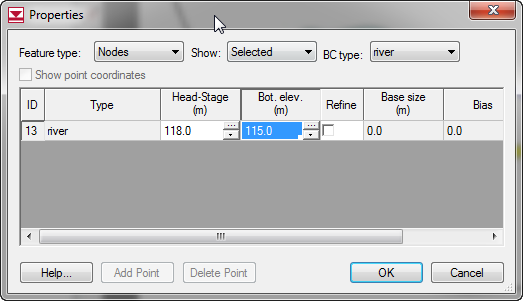 Properties
Feature type: Nodes Show: Selected BC type: river
Show point coordinates
ID Type Head-Stage (m) Bot. elev. (m) Refine Base size (m) Bias
13 river 118.0 ... 115.0 ... 0.0 0.0
Help... Add Point Delete Point OK Cancel